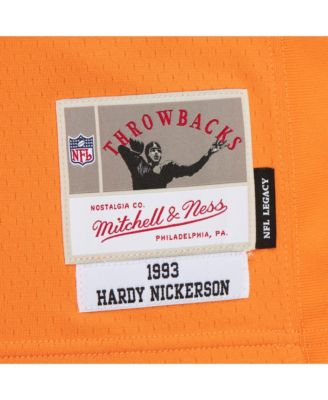 THROWBACKS
NFL
NOSTALGIA CO.
Mitchell & Ness
PHILADELPHIA, PA.
NFL LEGACY
1993
HARDY NICKERSON